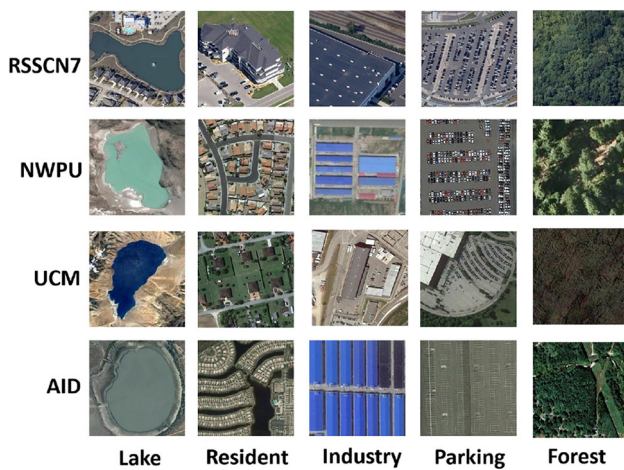 RSSCN7
NWPU
UCM
AID
Lake Resident Industry Parking Forest